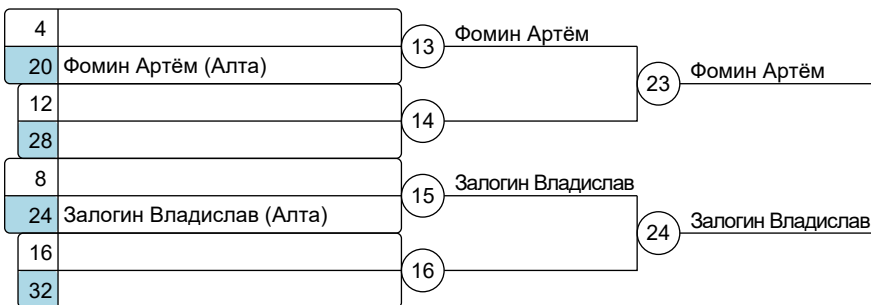 4
13 Фомин Артём
20 Фомин Артём (Алта)
23 Фомин Артём
12
14
28
8
15 Залогин Владислав
24 Залогин Владислав (Алта)
24 Залогин Владислав
16
16
32